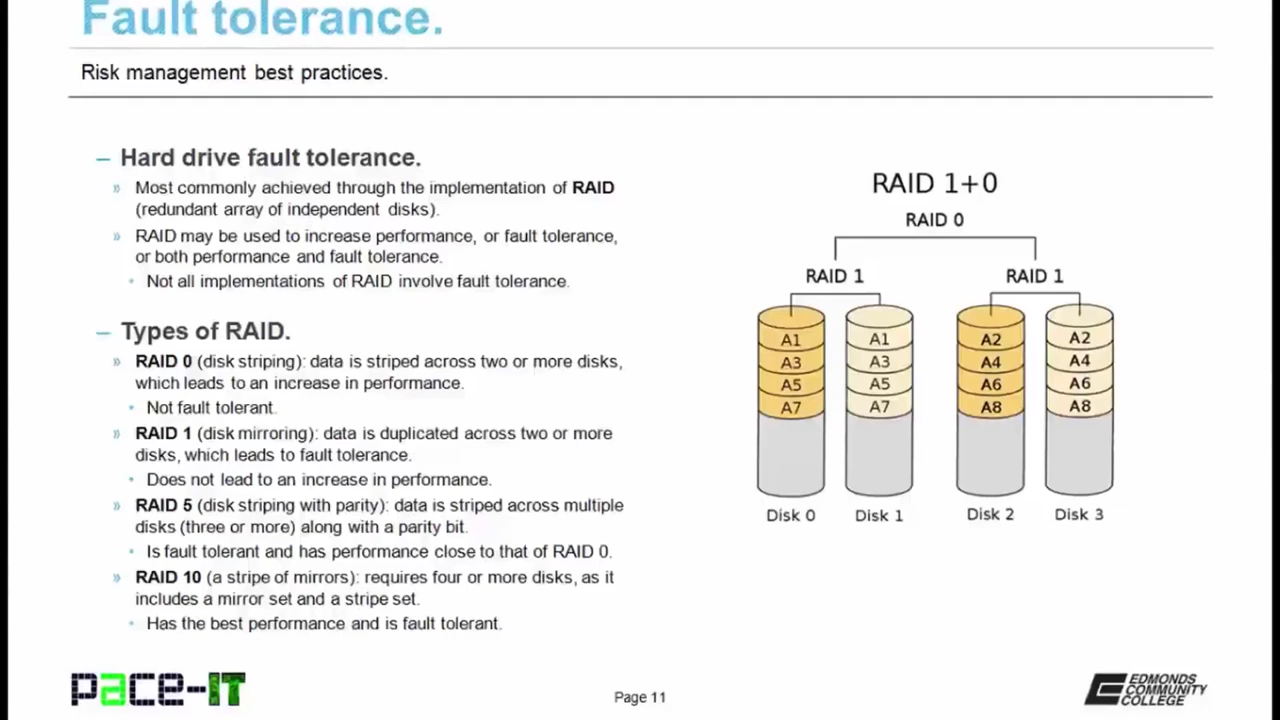 Fault tolerance.
Risk management best practices.
– Hard drive fault tolerance.
» Most commonly achieved through the implementation of RAID
(redundant array of independent disks).
» RAID may be used to increase performance, or fault tolerance,
or both performance and fault tolerance.
• Not all implementations of RAID involve fault tolerance.
– Types of RAID.
» RAID 0 (disk striping): data is striped across two or more disks,
which leads to an increase in performance.
• Not fault tolerant.
» RAID 1 (disk mirroring): data is duplicated across two or more
disks, which leads to fault tolerance.
• Does not lead to an increase in performance.
» RAID 5 (disk striping with parity): data is striped across multiple
disks (three or more) along with a parity bit.
• Is fault tolerant and has performance close to that of RAID 0.
» RAID 10 (a stripe of mirrors): requires four or more disks, as it
includes a mirror set and a stripe set.
• Has the best performance and is fault tolerant.
RAID 1+0
RAID 0
RAID 1 RAID 1
A1 A1 A2 A2
A3 A3 A4 A4
A5 A5 A6 A6
A7 A7 A8 A8
Disk 0 Disk 1 Disk 2 Disk 3
pace-IT
Page 11
EDMONDS
COMMUNITY
COLLEGE